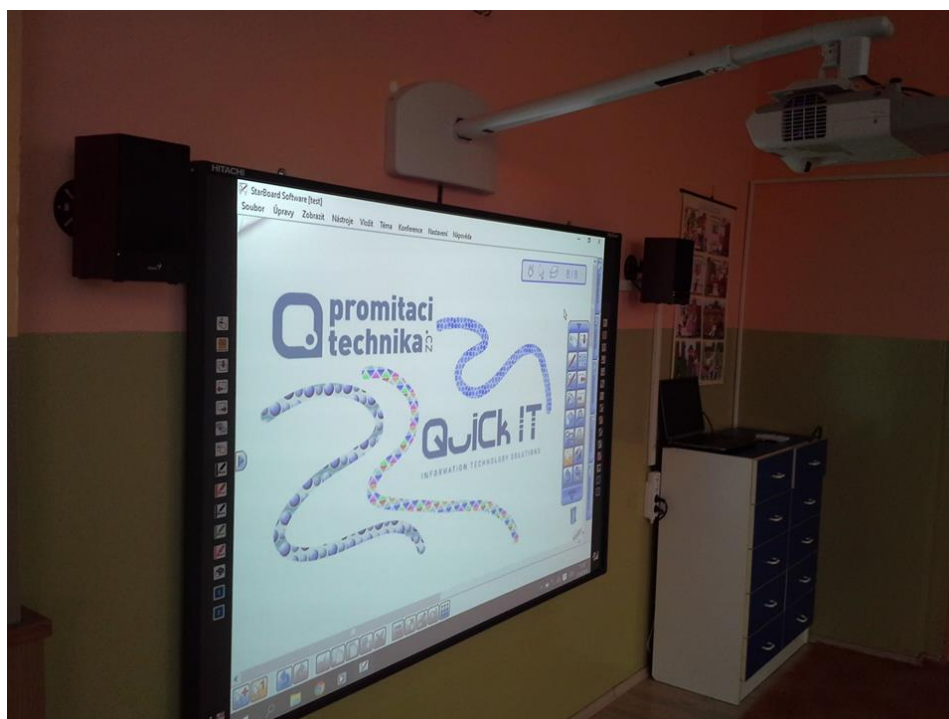 HITACHI
StarBoard Software [test]
Soubor Úpravy Zobrazit Nástroje Vložit Téma Konference Nastavení Nápověda
promitaci
technika.cz
QuiCk IT
INFORMATION TECHNOLOGY SOLUTIONS